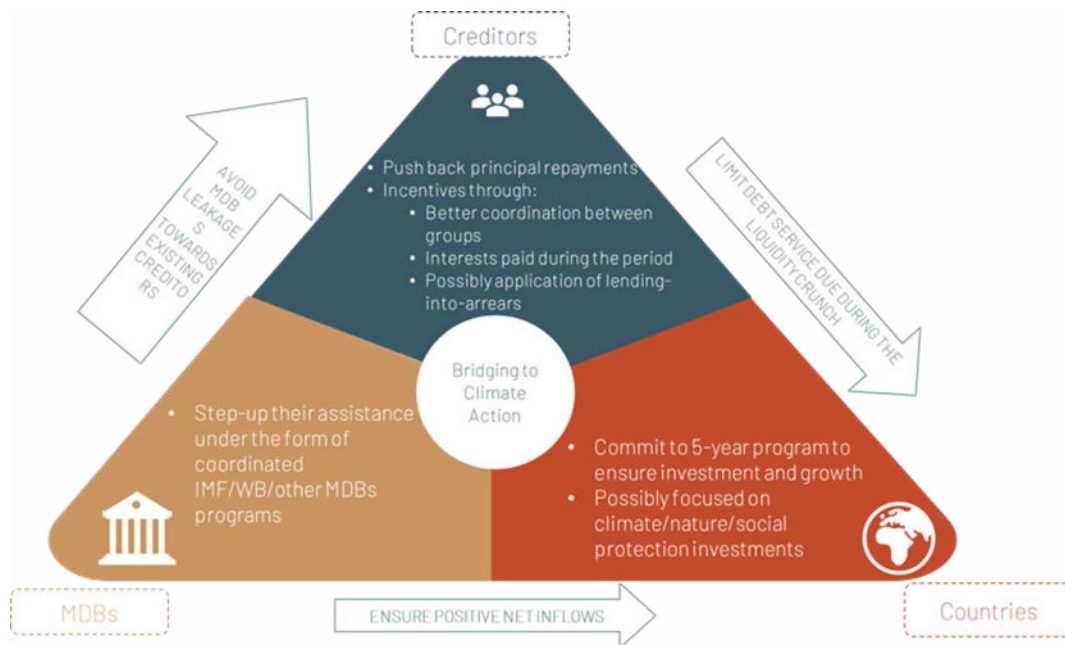 Creditors
• Push back principal repayments
• Incentives through:
• Better coordination between
groups
• Interests paid during the period
• Possibly application of lending-
into-arrears
AVOID
MDB
LEAKAGE
S
TOWARDS
EXISTING
CREDITO
RS
LIMIT DEBT SERVICE DUE DURING THE
LIQUIDITY CRUNCH
Bridging to
Climate
Action
• Step-up their assistance
under the form of
coordinated
IMF/WB/other MDBs
programs
• Commit to 5-year program to
ensure investment and growth
• Possibly focused on
climate/nature/social
protection investments
MDBs
ENSURE POSITIVE NET INFLOWS
Countries